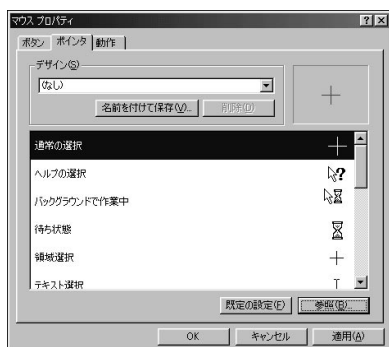 マウス プロパティ
ボタン ポインタ 動作
デザイン(S)
(なし)
名前を付けて保存(V)... 削除(D)
通常の選択
ヘルプの選択
バックグラウンドで作業中
待ち状態
領域選択
テキスト選択
既定の設定(F) 参照(B)...
OK キャンセル 適用(A)